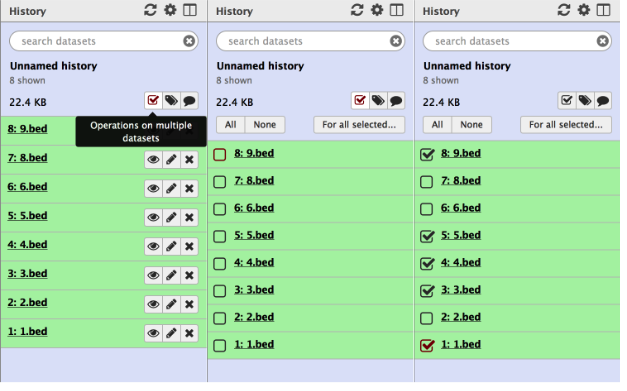 History
search datasets
Unnamed history
8 shown
22.4 KB
Operations on multiple
datasets
8: 9.bed
7: 8.bed
6: 6.bed
5: 5.bed
4: 4.bed
3: 3.bed
2: 2.bed
1: 1.bed
History
search datasets
Unnamed history
8 shown
22.4 KB
All None For all selected...
8: 9.bed
7: 8.bed
6: 6.bed
5: 5.bed
4: 4.bed
3: 3.bed
2: 2.bed
1: 1.bed
History
search datasets
Unnamed history
8 shown
22.4 KB
All None For all selected...
8: 9.bed
7: 8.bed
6: 6.bed
5: 5.bed
4: 4.bed
3: 3.bed
2: 2.bed
1: 1.bed